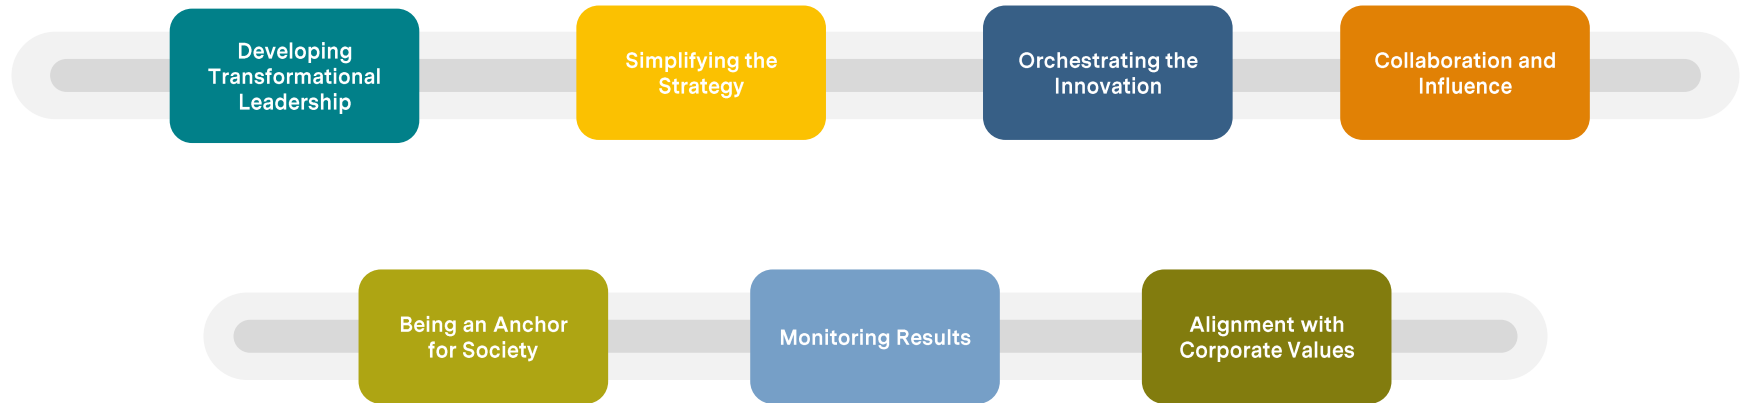 Developing
Transformational
Leadership
Simplifying the
Strategy
Orchestrating the
Innovation
Collaboration and
Influence
Being an Anchor
for Society
Monitoring Results
Alignment with
Corporate Values